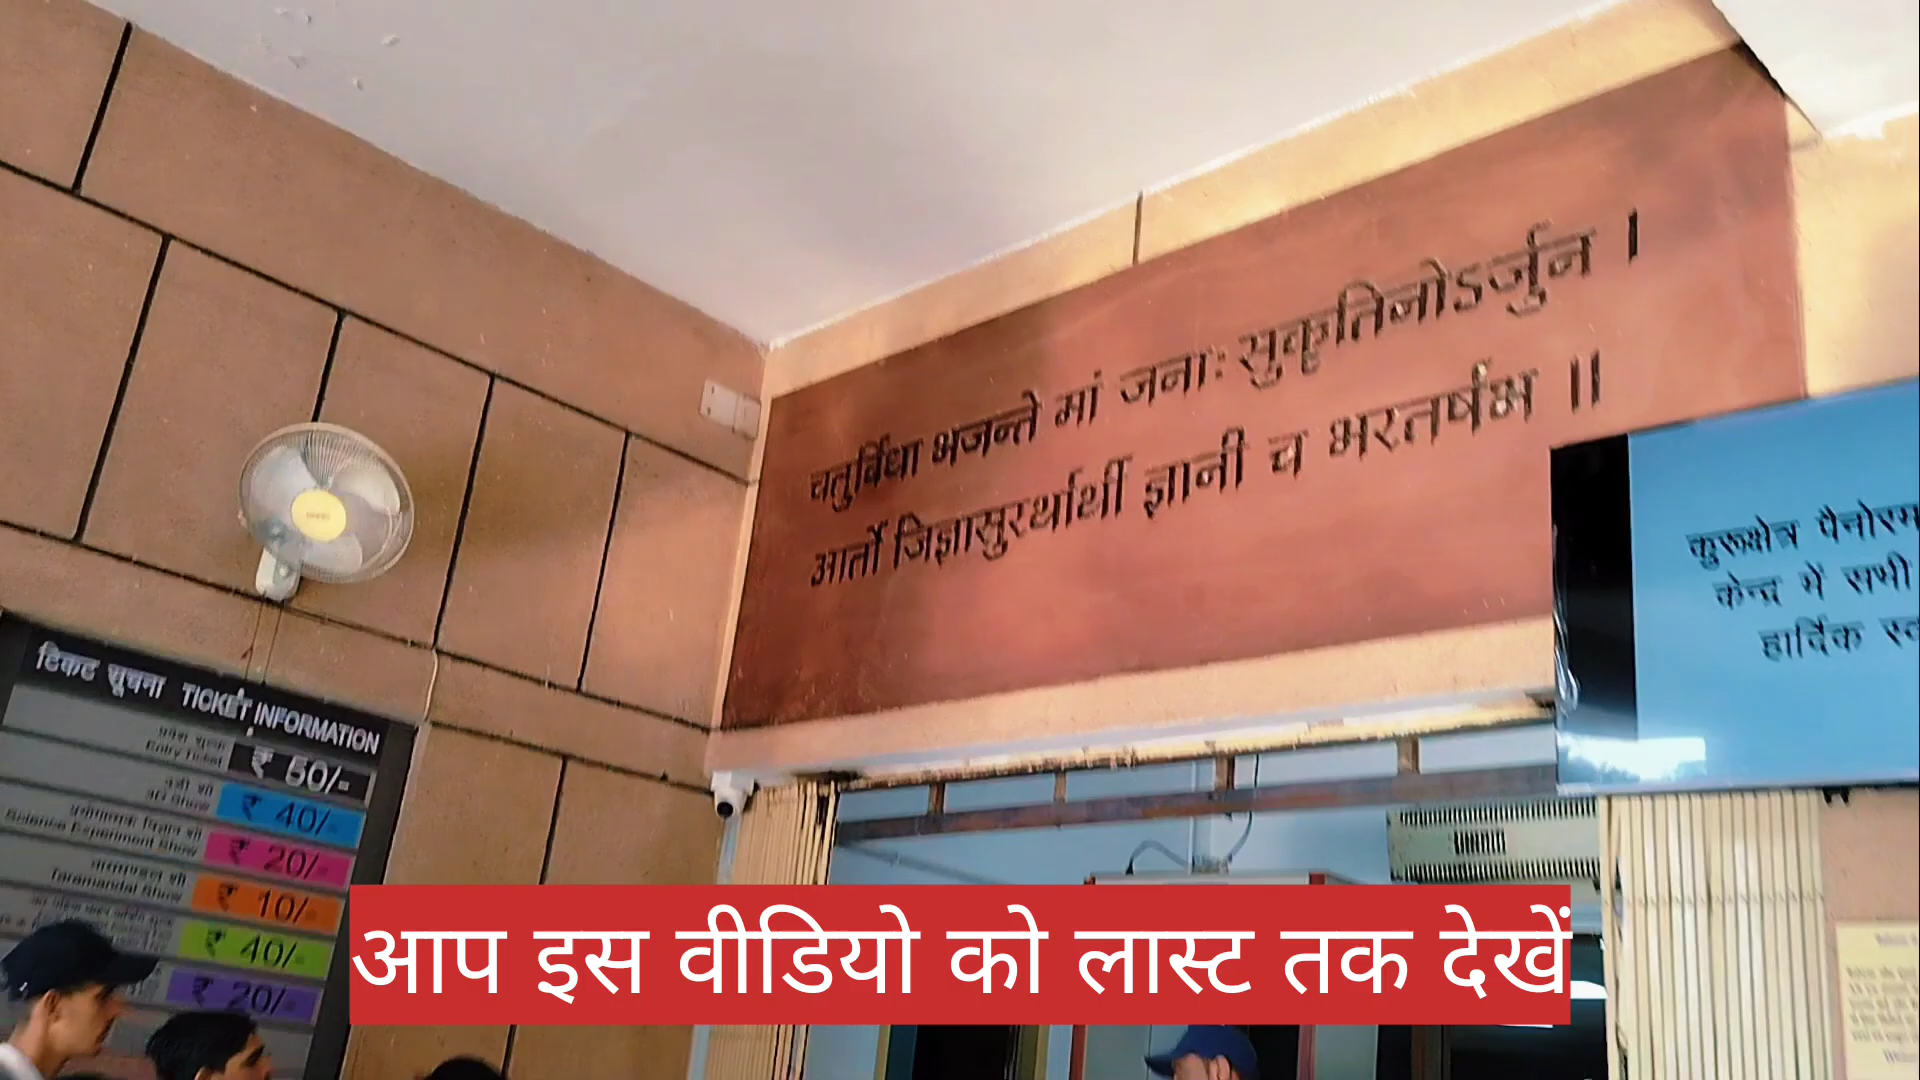 चतुर्विधा भजन्ते मां जनाः सुकृतिनोऽर्जुन ।
आर्तो जिज्ञासुरर्थार्थी ज्ञानी च भरतर्षभ ॥
कुरूक्षेत्र पैनोरम
केन्द्र में सभी
हार्दिक स्व
टिकट सूचना TICKET INFORMATION
प्रवेश शुल्क
Entry Ticket ₹ 50/-
₹ 40/-
Science Experiment Show ₹ 20/-
Taramandal Show ₹ 10/-
₹ 40/-
₹ 20/-
आप इस वीडियो को लास्ट तक देखें